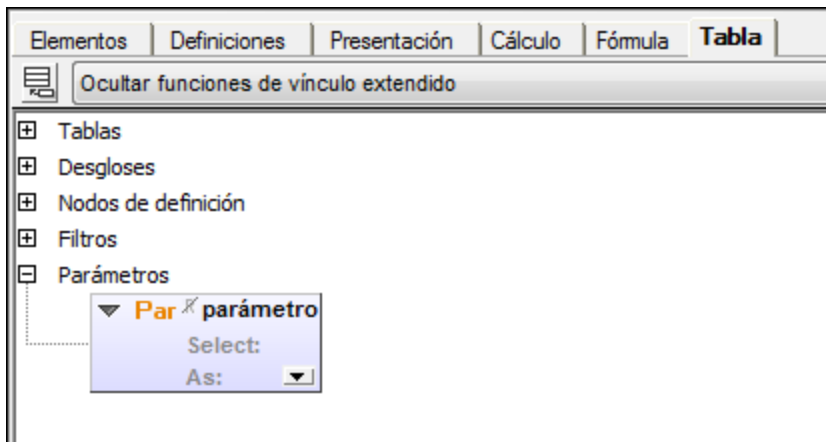 Elementos Definiciones Presentación Cálculo Fórmula Tabla
Ocultar funciones de vínculo extendido
Tablas
Desgloses
Nodos de definición
Filtros
Parámetros
Par parámetro
Select:
As: